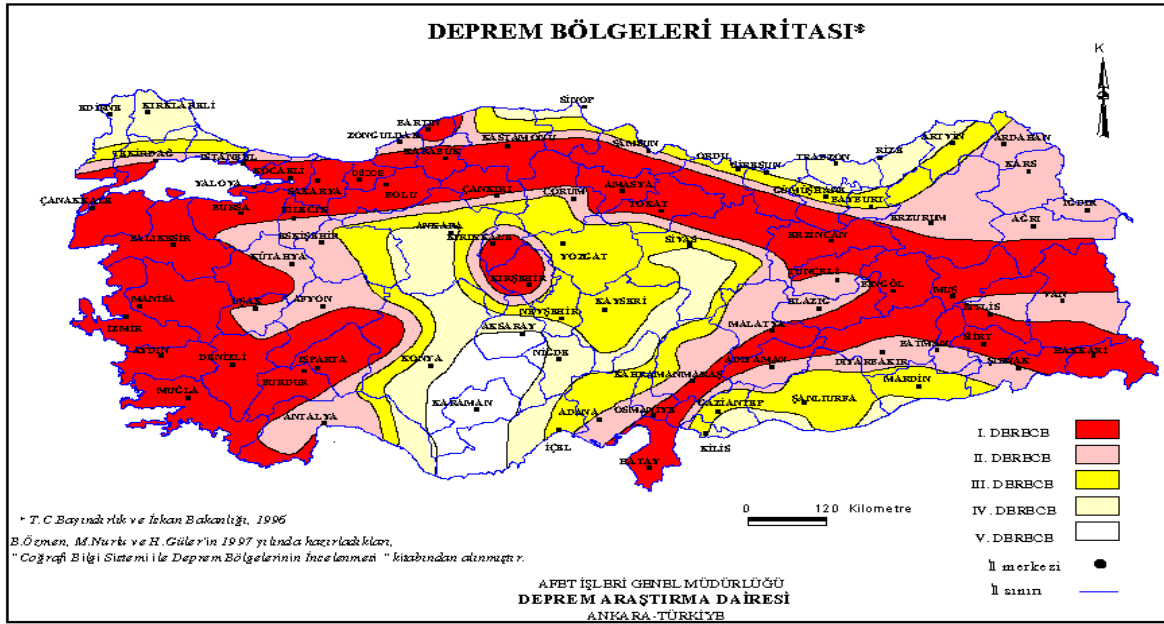 DEPREM BÖLGELERİ HARİTASI*
K
SİNOP
EDİRNE
KIRKLARELİ
BARTIN
ZONGULDAK
KASTAMONU
KARABÜK
SAMSUN
ORDU
GİRESUN
TRABZON
RİZE
ARTVİN
ARDAHAN
KARS
TEKİRDAĞ
İSTANBUL
KOCAELİ
YALOVA
SAKARYA
DÜZCE
BOLU
ÇANKIRI
ÇORUM
AMASYA
TOKAT
GÜMÜŞHANE
BAYBURT
ERZURUM
IĞDIR
AĞRI
ÇANAKKALE
BURSA
BİLECİK
ESKİŞEHİR
ANKARA
KIRIKKALE
YOZGAT
SİVAS
ERZİNCAN
BALIKESİR
KÜTAHYA
KIRŞEHİR
KAYSERİ
TUNCELİ
BİNGÖL
MUŞ
VAN
BİTLİS
ELAZIĞ
MANİSA
UŞAK
AFYON
NEVŞEHİR
AKSARAY
MALATYA
İZMİR
AYDIN
DENİZLİ
ISPARTA
BURDUR
KONYA
NİĞDE
KAHRAMANMARAŞ
ADIYAMAN
DİYARBAKIR
BATMAN
SİİRT
ŞIRNAK
HAKKARİ
MARDİN
MUĞLA
ANTALYA
KARAMAN
ADANA
OSMANİYE
GAZİANTEP
ŞANLIURFA
İÇEL
KİLİS
HATAY
I. DERECE
II. DERECE
III. DERECE
IV. DERECE
V. DERECE
İl merkezi
İl sınırı
0 120 Kilometre
* T.C.Bayındırlık ve İskan Bakanlığı, 1996
B.Özmen, M.Nurlu ve H.Güler'in 1997 yılında hazırladıkları,
" Coğrafi Bilgi Sistemi ile Deprem Bölgelerinin İncelenmesi " kitabından alınmıştır.
AFET İŞLERİ GENEL MÜDÜRLÜĞÜ
DEPREM ARAŞTIRMA DAİRESİ
ANKARA-TÜRKİYE